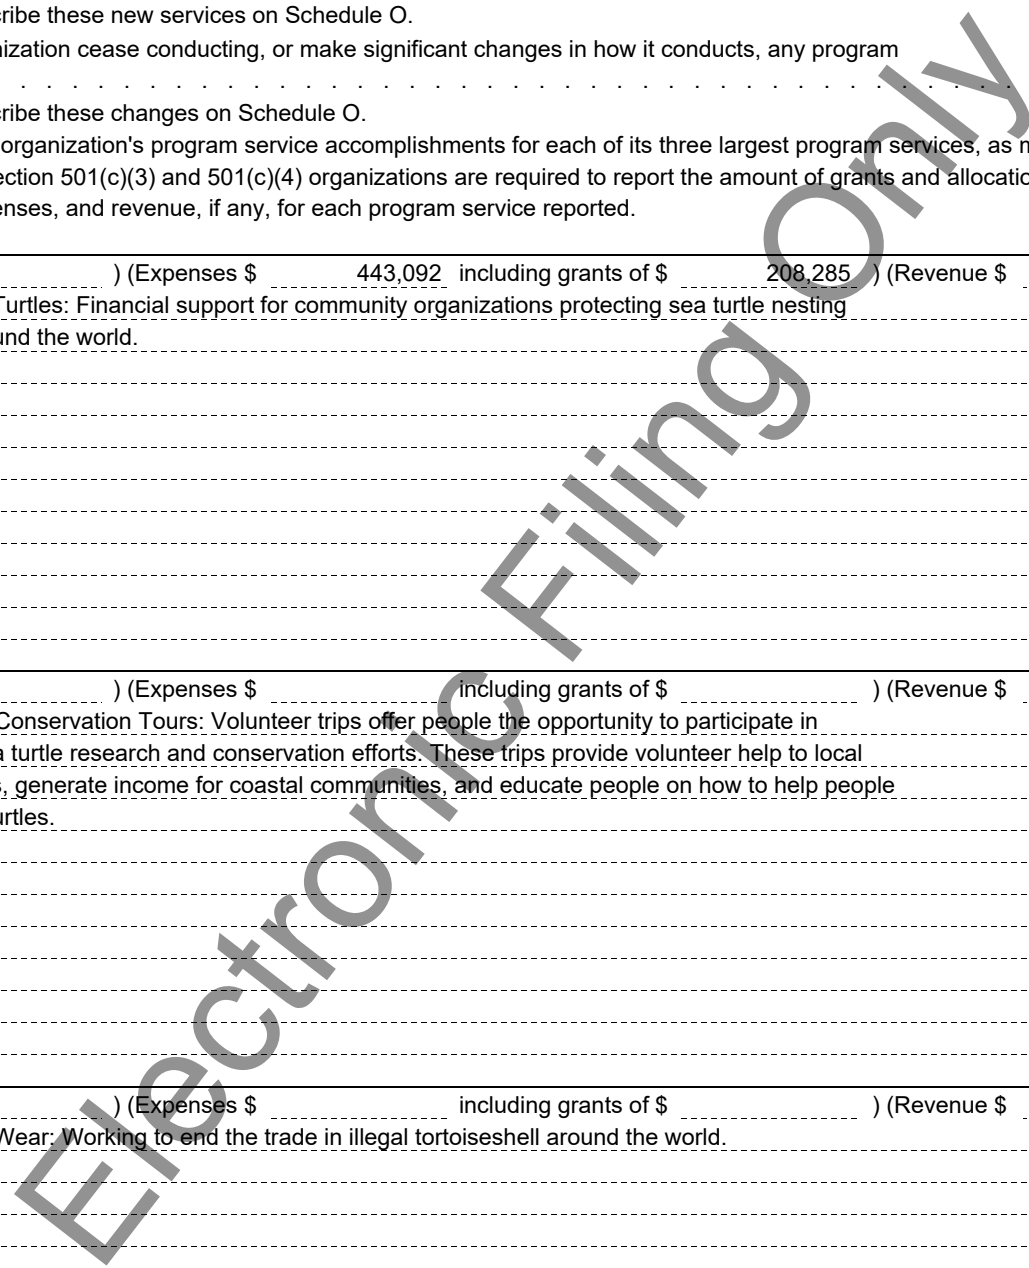 cribe these new services on Schedule O.
nization cease conducting, or make significant changes in how it conducts, any program
. . . . . . . . . . . . . . . . . . . . . . . . . . . . . . . . . . . . . . .
cribe these changes on Schedule O.
organization's program service accomplishments for each of its three largest program services, as m
ection 501(c)(3) and 501(c)(4) organizations are required to report the amount of grants and allocatio
enses, and revenue, if any, for each program service reported.
) (Expenses $ 443,092 including grants of $ 208,285 ) (Revenue $
Turtles: Financial support for community organizations protecting sea turtle nesting
und the world.
) (Expenses $ including grants of $ ) (Revenue $
Conservation Tours: Volunteer trips offer people the opportunity to participate in
a turtle research and conservation efforts. These trips provide volunteer help to local
s, generate income for coastal communities, and educate people on how to help people
urtles.
) (Expenses $ including grants of $ ) (Revenue $
Wear: Working to end the trade in illegal tortoiseshell around the world.
Electronic Filing Only